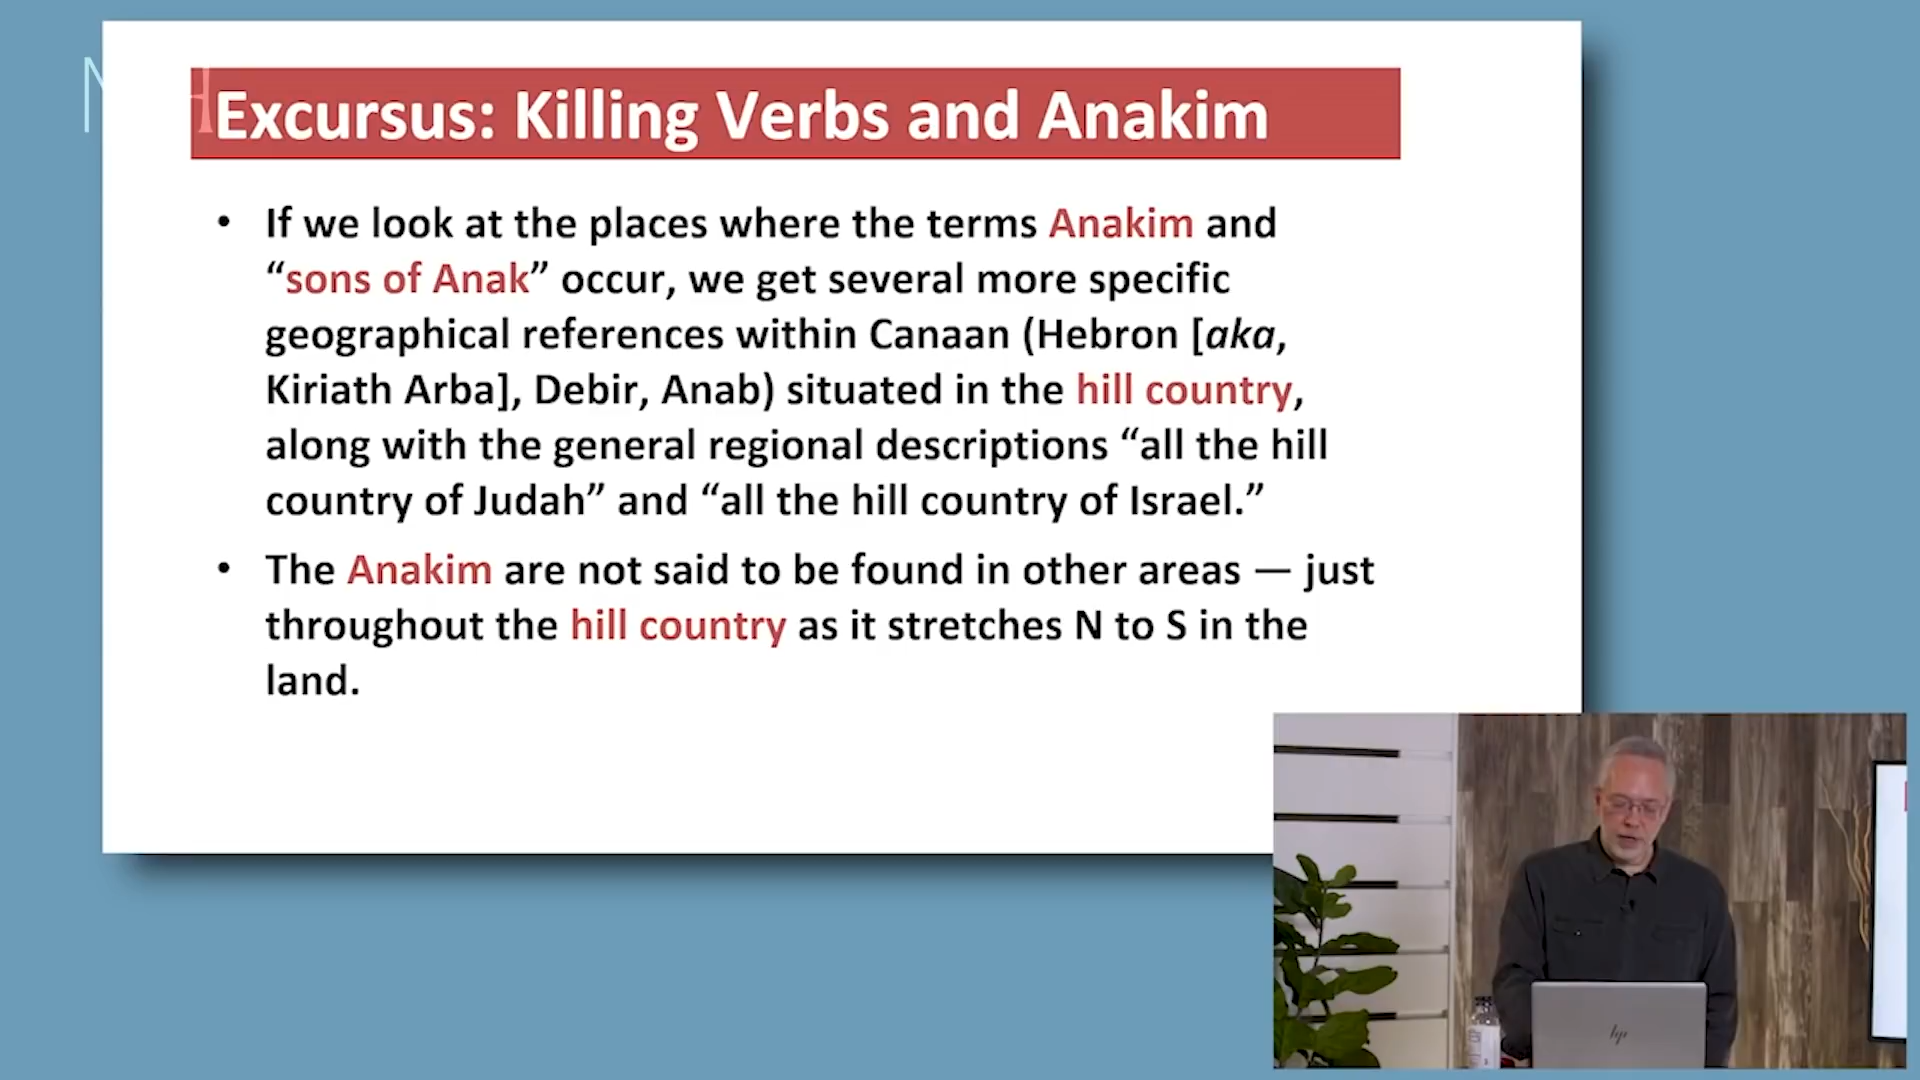 Excursus: Killing Verbs and Anakim
• If we look at the places where the terms Anakim and
“sons of Anak” occur, we get several more specific
geographical references within Canaan (Hebron [aka,
Kiriath Arba], Debir, Anab) situated in the hill country,
along with the general regional descriptions “all the hill
country of Judah” and “all the hill country of Israel.”
• The Anakim are not said to be found in other areas — just
throughout the hill country as it stretches N to S in the
land.
hp